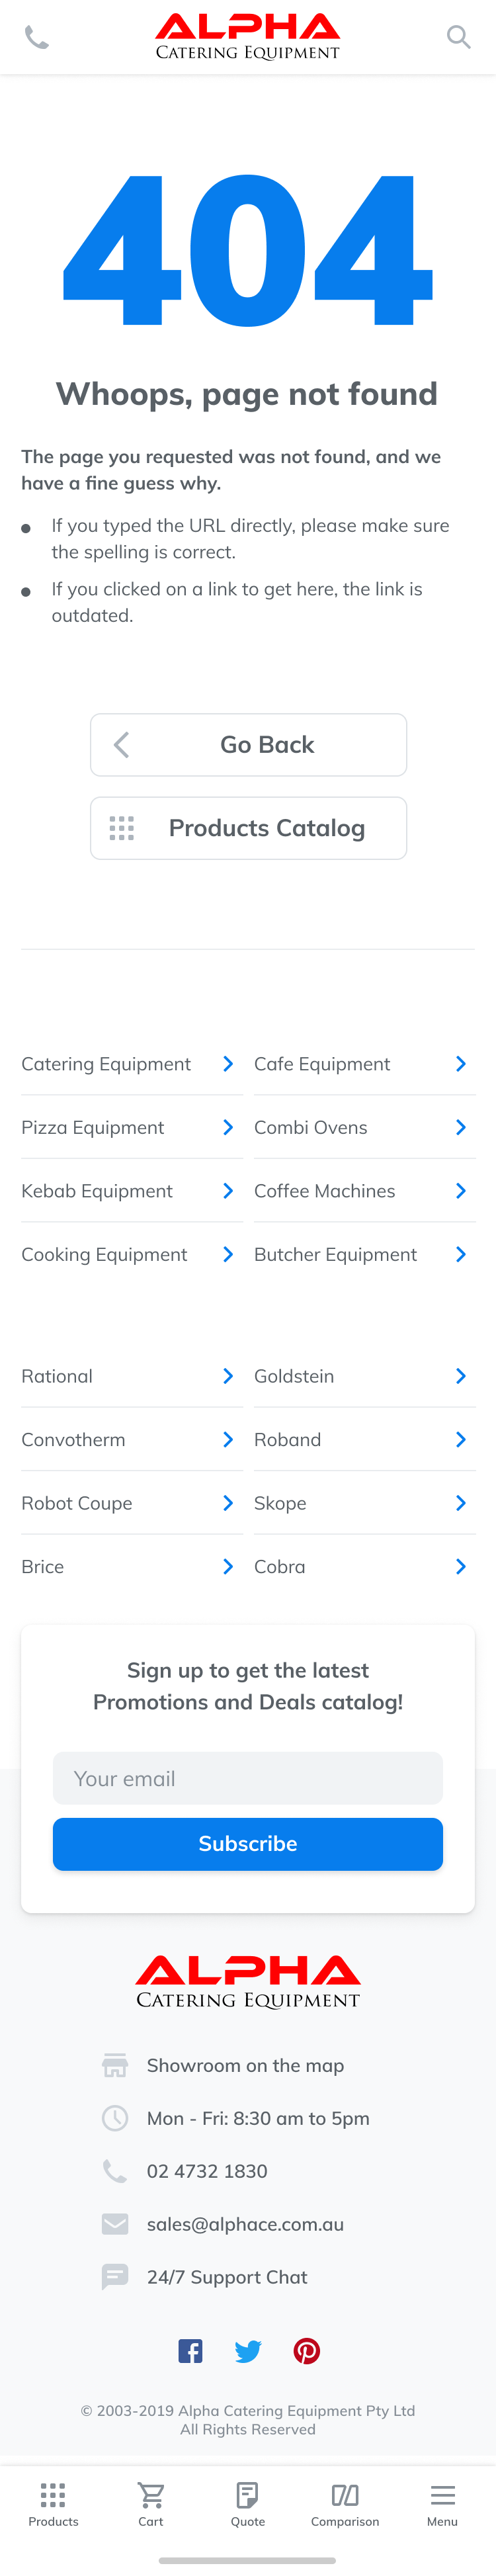 ALPHA
CATERING EQUIPMENT
404
Whoops, page not found
The page you requested was not found, and we
have a fine guess why.
If you typed the URL directly, please make sure
the spelling is correct.
If you clicked on a link to get here, the link is
outdated.
Go Back
Products Catalog
Catering Equipment
Cafe Equipment
Pizza Equipment
Combi Ovens
Kebab Equipment
Coffee Machines
Cooking Equipment
Butcher Equipment
Rational
Goldstein
Convotherm
Roband
Robot Coupe
Skope
Brice
Cobra
Sign up to get the latest
Promotions and Deals catalog!
Your email
Subscribe
ALPHA
CATERING EQUIPMENT
Showroom on the map
Mon - Fri: 8:30 am to 5pm
02 4732 1830
sales@alphace.com.au
24/7 Support Chat
© 2003-2019 Alpha Catering Equipment Pty Ltd
All Rights Reserved
Products
Cart
Quote
Comparison
Menu